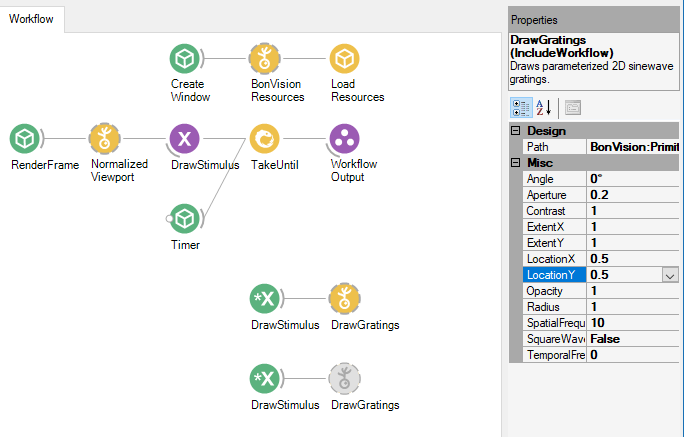 Workflow
Create
Window
BonVision
Resources
Load
Resources
RenderFrame
Normalized
Viewport
DrawStimulus
TakeUntil
Workflow
Output
Timer
*X
DrawStimulus
DrawGratings
*X
DrawStimulus
DrawGratings
Properties
DrawGratings
(IncludeWorkflow)
Draws parameterized 2D sinewave
gratings.
Design
Path BonVision:Primit
Misc
Angle 0°
Aperture 0.2
Contrast 1
ExtentX 1
ExtentY 1
LocationX 0.5
LocationY 0.5
Opacity 1
Radius 1
SpatialFrequ 10
SquareWave False
TemporalFre 0